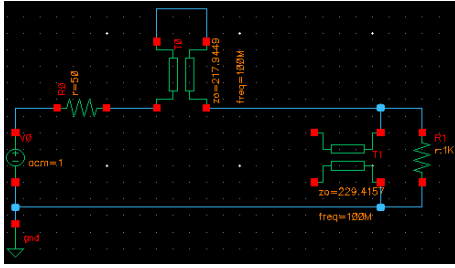 T0
zo=217.9449
freq=100M
R0
r=50
V0
acm=1
R1
r=1K
T1
zo=229.4157
freq=100M
gnd